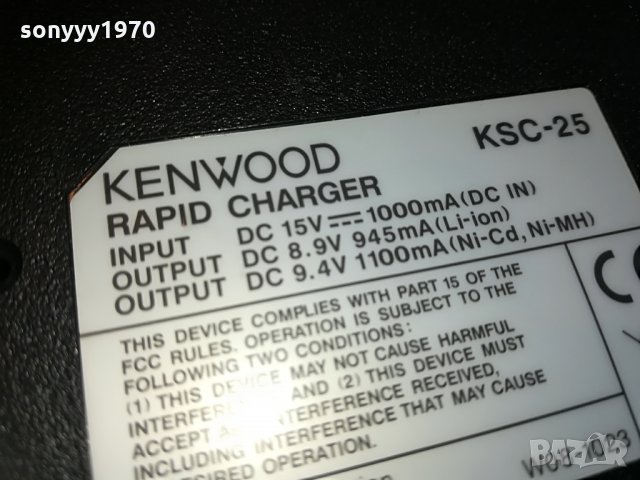 sonyyy1970
KENWOOD KSC-25
RAPID CHARGER
INPUT DC 15V⎓1000mA(DC IN)
OUTPUT DC 8.9V 945mA(Li-ion)
OUTPUT DC 9.4V 1100mA(Ni-Cd, Ni-MH)
THIS DEVICE COMPLIES WITH PART 15 OF THE
FCC RULES. OPERATION IS SUBJECT TO THE
FOLLOWING TWO CONDITIONS:
(1) THIS DEVICE MAY NOT CAUSE HARMFUL
AND (2) THIS DEVICE MUST
ACCEPT INTERFERENCE RECEIVED,
INCLUDING INTERFERENCE THAT MAY CAUSE
OPERATION.
BAZAR